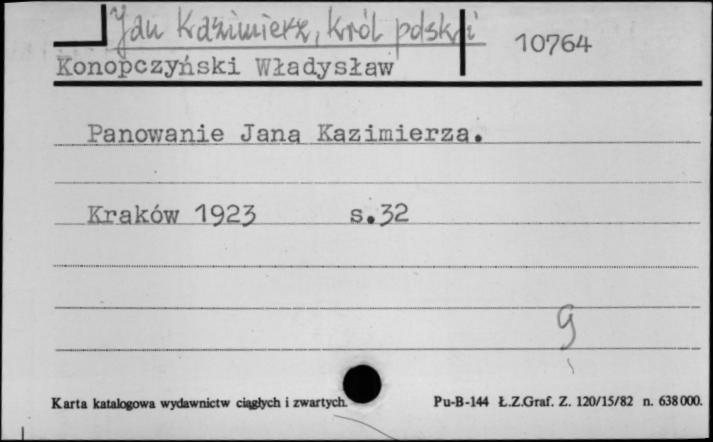 Jan Kazimierz, król polski
10764
Konopczyński Władysław
Panowanie Jana Kazimierza.
Kraków 1923 s.32
g
Karta katalogowa wydawnictw ciągłych i zwartych. Pu-B-144 Ł.Z.Graf. Z. 120/15/82 n. 638000.